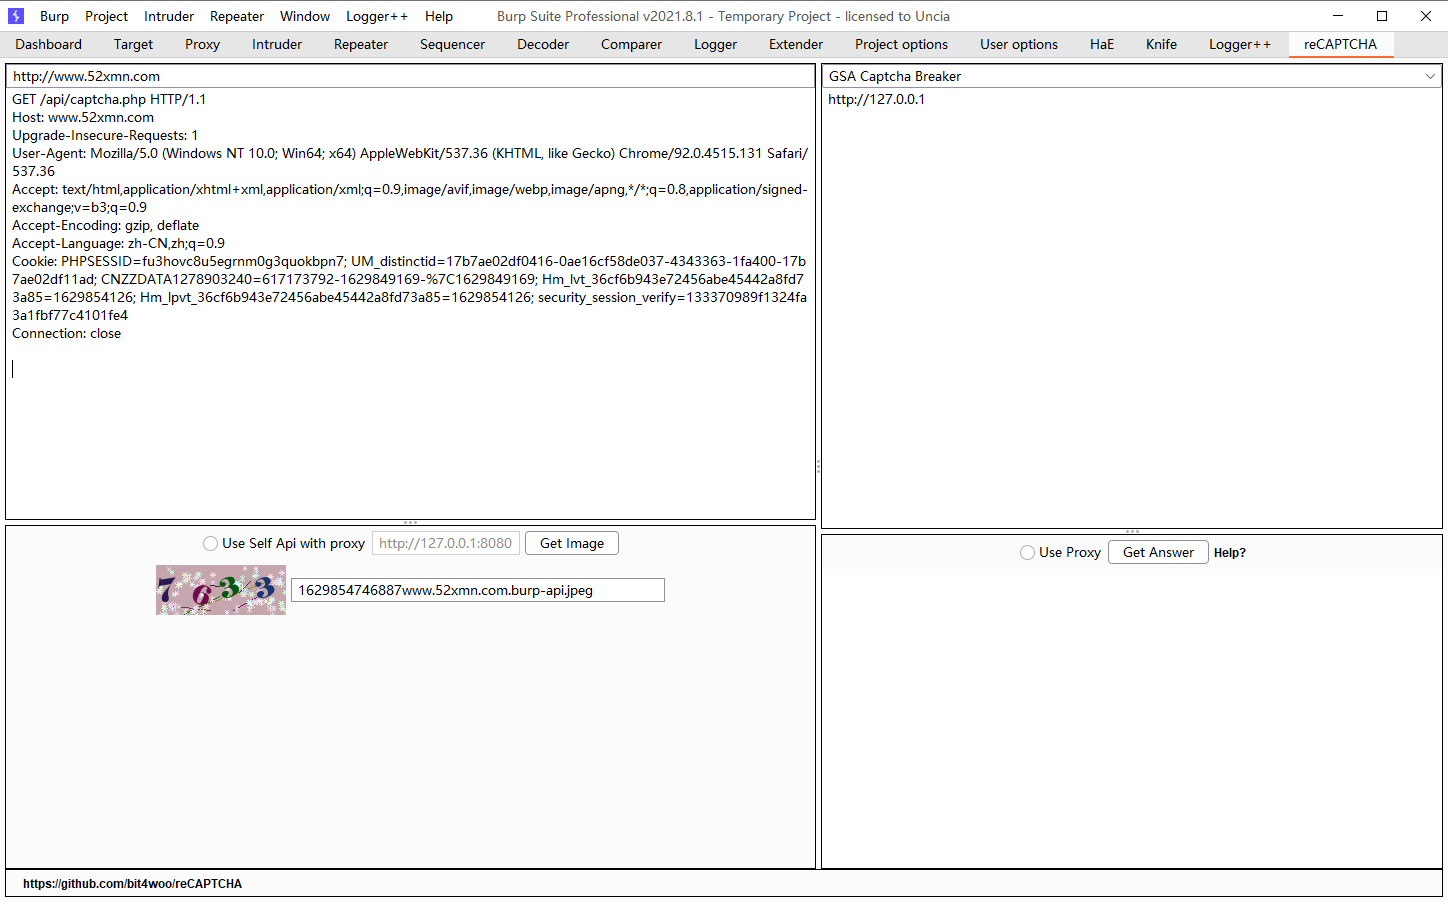 Burp Project Intruder Repeater Window Logger++ Help Burp Suite Professional v2021.8.1 - Temporary Project - licensed to Uncia
Dashboard Target Proxy Intruder Repeater Sequencer Decoder Comparer Logger Extender Project options User options HaE Knife Logger++ reCAPTCHA
http://www.52xmn.com
GET /api/captcha.php HTTP/1.1
Host: www.52xmn.com
Upgrade-Insecure-Requests: 1
User-Agent: Mozilla/5.0 (Windows NT 10.0; Win64; x64) AppleWebKit/537.36 (KHTML, like Gecko) Chrome/92.0.4515.131 Safari/
537.36
Accept: text/html,application/xhtml+xml,application/xml;q=0.9,image/avif,image/webp,image/apng,*/*;q=0.8,application/signed-
exchange;v=b3;q=0.9
Accept-Encoding: gzip, deflate
Accept-Language: zh-CN,zh;q=0.9
Cookie: PHPSESSID=fu3hovc8u5egrnm0g3quokbpn7; UM_distinctid=17b7ae02df0416-0ae16cf58de037-4343363-1fa400-17b
7ae02df11ad; CNZZDATA1278903240=617173792-1629849169-%7C1629849169; Hm_lvt_36cf6b943e72456abe45442a8fd7
3a85=1629854126; Hm_lpvt_36cf6b943e72456abe45442a8fd73a85=1629854126; security_session_verify=133370989f1324fa
3a1fbf77c4101fe4
Connection: close
Use Self Api with proxy http://127.0.0.1:8080 Get Image
7633 1629854746887www.52xmn.com.burp-api.jpeg
GSA Captcha Breaker
http://127.0.0.1
Use Proxy Get Answer Help?
https://github.com/bit4woo/reCAPTCHA